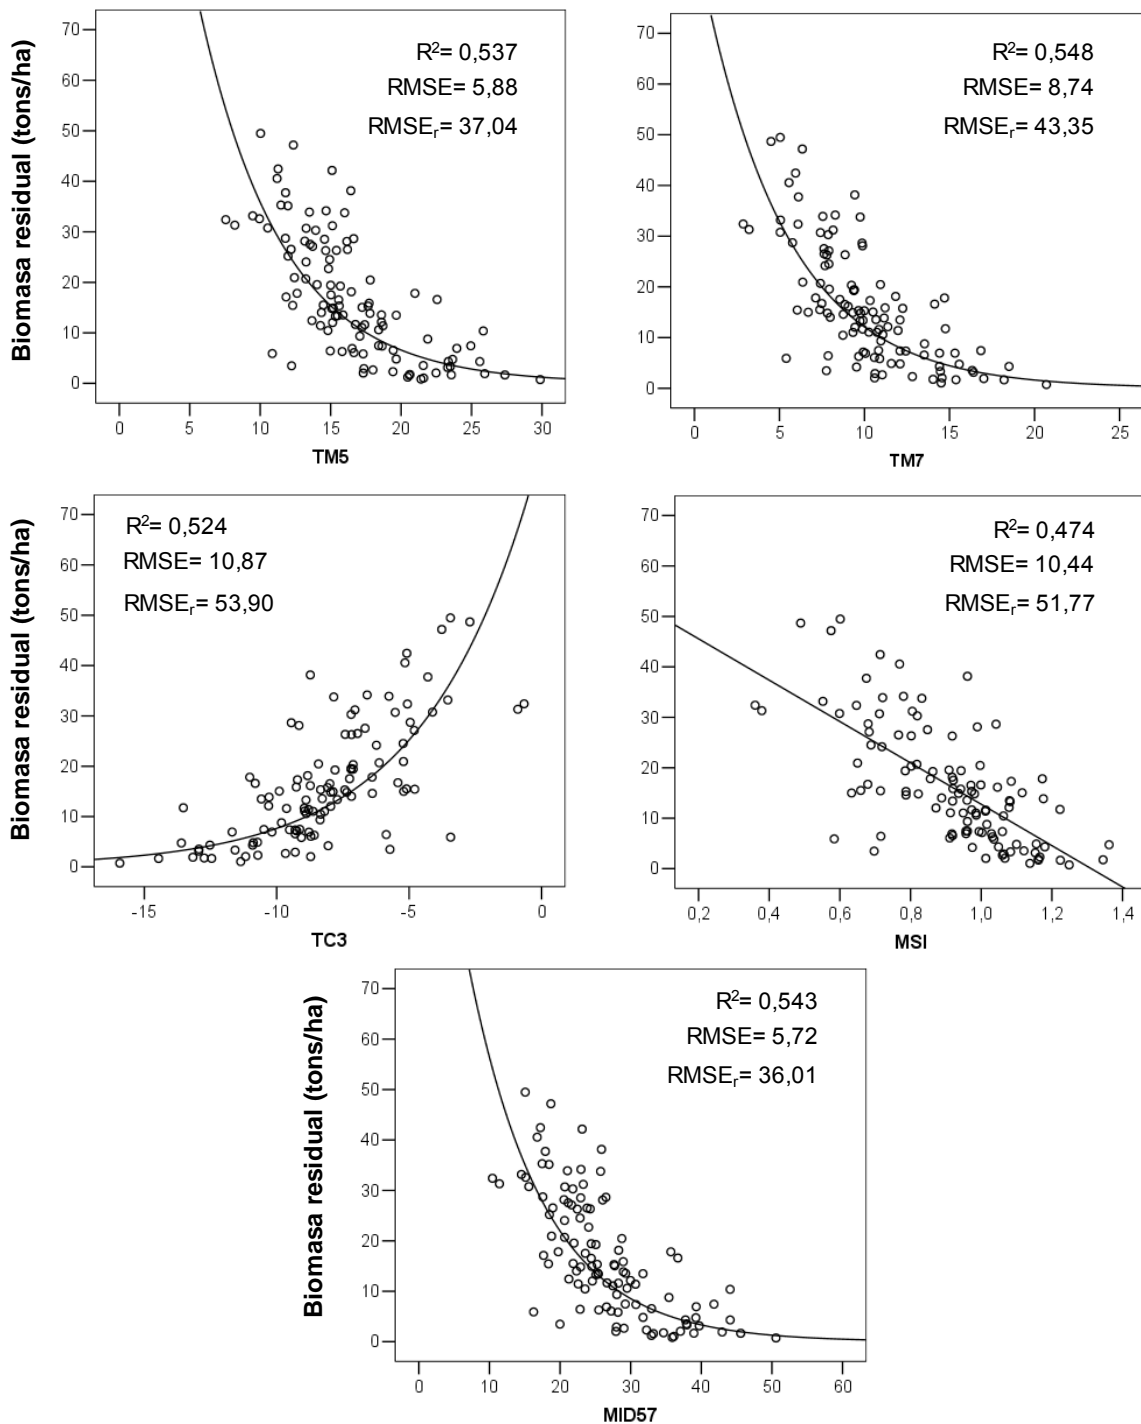 Biomasa residual (tons/ha)
70
60
50
40
30
20
10
0
R²= 0,537
RMSE= 5,88
RMSEr= 37,04
0 5 10 15 20 25 30
TM5
70
60
50
40
30
20
10
0
R²= 0,548
RMSE= 8,74
RMSEr= 43,35
0 5 10 15 20 25
TM7
Biomasa residual (tons/ha)
70
60
50
40
30
20
10
0
R²= 0,524
RMSE= 10,87
RMSEr= 53,90
-15 -10 -5 0
TC3
70
60
50
40
30
20
10
0
R²= 0,474
RMSE= 10,44
RMSEr= 51,77
0,2 0,4 0,6 0,8 1,0 1,2 1,4
MSI
Biomasa residual (tons/ha)
70
60
50
40
30
20
10
0
R²= 0,543
RMSE= 5,72
RMSEr= 36,01
0 10 20 30 40 50 60
MID57